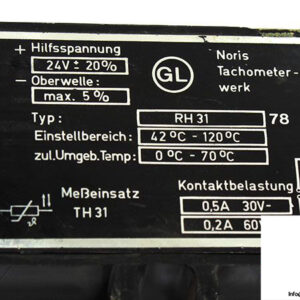 + Hilfsspannung
24V ± 20%
- Oberwelle:
max. 5%
GL
Noris
Tachometer-
werk
Typ: RH 31 78
Einstellbereich: 42°C - 120°C
zul. Umgeb. Temp: 0°C - 70°C
Meßeinsatz
TH 31
Kontaktbelastung
0,5A 30V-
0,2A 60